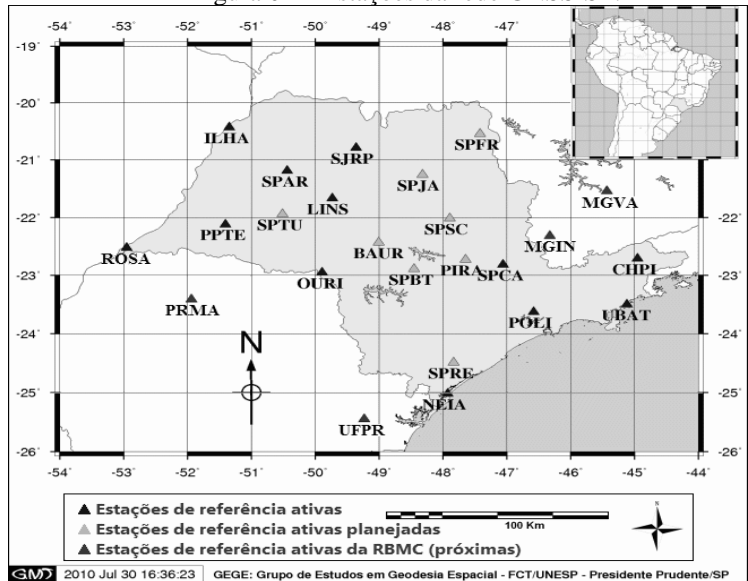 -54˚ -53˚ -52˚ -51˚ -50˚ -49˚ -48˚ -47˚ -46˚
-19˚
-20˚
-21˚
-22˚
-23˚
-24˚
-25˚
-26˚
ILHA
SJRP
SPFR
SPAR
SPJA
LINS
MGVA
SPTU
SPSC
PPTE
MGIN
ROSA
BAUR
OURI
SPBT
PIRA
SPCA
CHPI
PRMA
POLI
UBAT
N
SPRE
NEIA
UFPR
-19˚
-20˚
-21˚
-22˚
-23˚
-24˚
-25˚
-26˚
-54˚ -53˚ -52˚ -51˚ -50˚ -49˚ -48˚ -47˚ -46˚ -45˚ -44˚
Estações de referência ativas
Estações de referência ativas planejadas
Estações de referência ativas da RBMC (próximas)
100 Km
N
GMT 2010 Jul 30 16:36:23 GEGE: Grupo de Estudos em Geodesia Espacial - FCT/UNESP - Presidente Prudente/SP